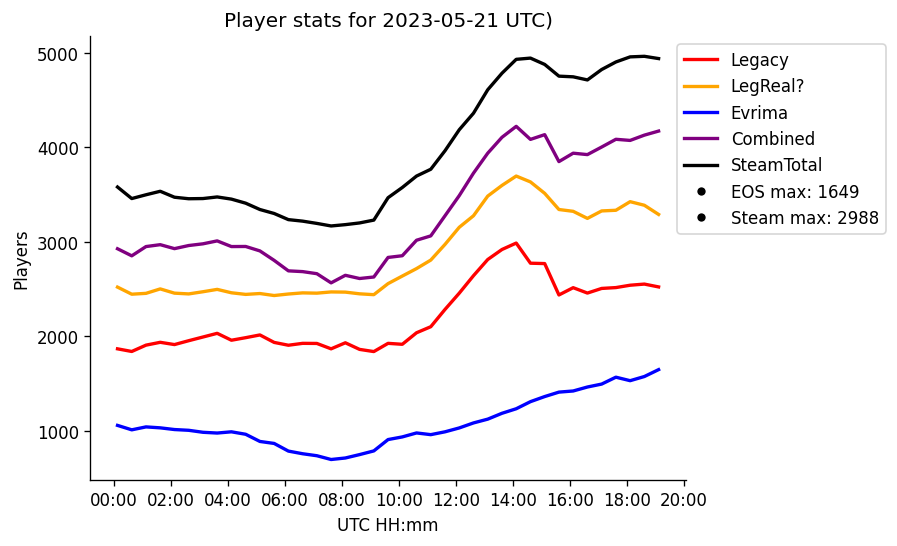 Player stats for 2023-05-21 UTC)
Players
5000
4000
3000
2000
1000
00:00 02:00 04:00 06:00 08:00 10:00 12:00 14:00 16:00 18:00 20:00
UTC HH:mm
Legacy
LegReal?
Evrima
Combined
SteamTotal
EOS max: 1649
Steam max: 2988